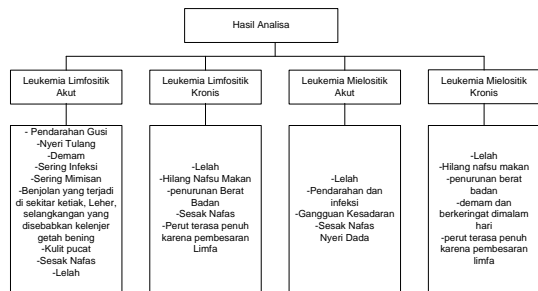 Hasil Analisa
Leukemia Limfositik
Akut
Leukemia Limfositik
Kronis
Leukemia Mielositik
Akut
Leukemia Mielositik
Kronis
- Pendarahan Gusi
-Nyeri Tulang
-Demam
-Sering Infeksi
-Sering Mimisan
-Benjolan yang terjadi
di sekitar ketiak, Leher,
selangkangan yang
disebabkan kelenjer
getah bening
-Kulit pucat
-Sesak Nafas
-Lelah
-Lelah
-Hilang Nafsu Makan
-penurunan Berat
Badan
-Sesak Nafas
-Perut terasa penuh
karena pembesaran
Limfa
-Lelah
-Pendarahan dan
infeksi
-Gangguan Kesadaran
-Sesak Nafas
Nyeri Dada
-Lelah
-Hilang nafsu makan
-penurunan berat
badan
-demam dan
berkeringat dimalam
hari
-perut terasa penuh
karena pembesaran
limfa